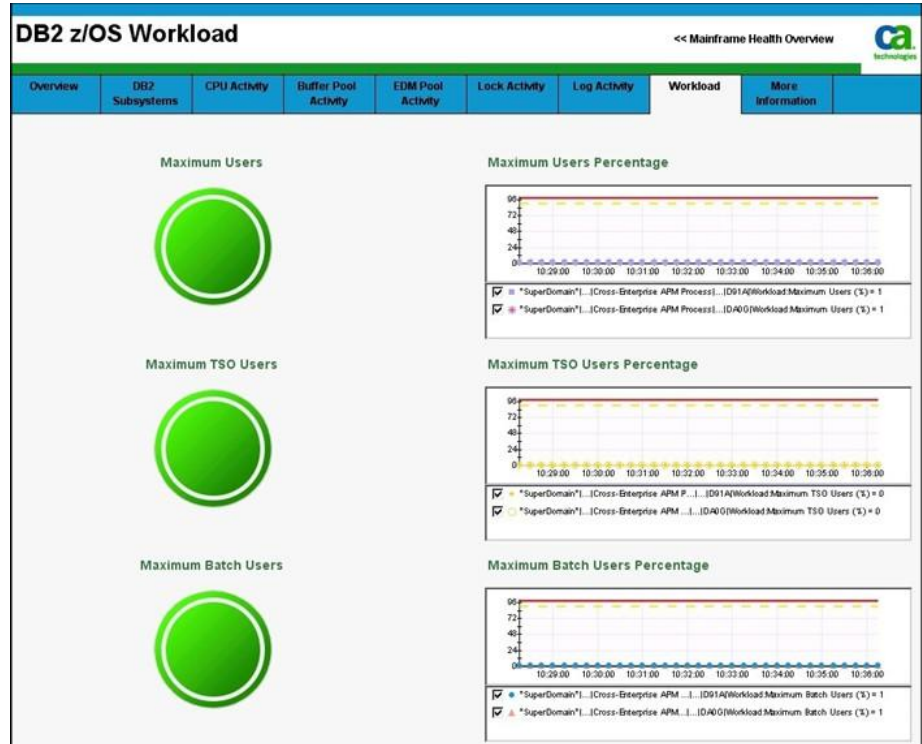 DB2 z/OS Workload
<< Mainframe Health Overview
ca
technologies
Overview
DB2
Subsystems
CPU Activity
Buffer Pool
Activity
EDM Pool
Activity
Lock Activity
Log Activity
Workload
More
Information
Maximum Users
Maximum Users Percentage
96
72
48
24
0
10:29:00 10:30:00 10:31:00 10:32:00 10:33:00 10:34:00 10:35:00 10:36:00
*SuperDomain*|...|Cross-Enterprise APM Process|...|D91A|Workload:Maximum Users (%) = 1
*SuperDomain*|...|Cross-Enterprise APM Process|...|DA0G|Workload:Maximum Users (%) = 1
Maximum TSO Users
Maximum TSO Users Percentage
96
72
48
24
0
10:29:00 10:30:00 10:31:00 10:32:00 10:33:00 10:34:00 10:35:00 10:36:00
*SuperDomain*|...|Cross-Enterprise APM P...|...|D91A|Workload:Maximum TSO Users (%) = 0
*SuperDomain*|...|Cross-Enterprise APM ...|...|DA0G|Workload:Maximum TSO Users (%) = 0
Maximum Batch Users
Maximum Batch Users Percentage
96
72
48
24
0
10:29:00 10:30:00 10:31:00 10:32:00 10:33:00 10:34:00 10:35:00 10:36:00
*SuperDomain*|...|Cross-Enterprise APM ...|...|D91A|Workload:Maximum Batch Users (%) = 1
*SuperDomain*|...|Cross-Enterprise APM...|...|DA0G|Workload:Maximum Batch Users (%) = 1